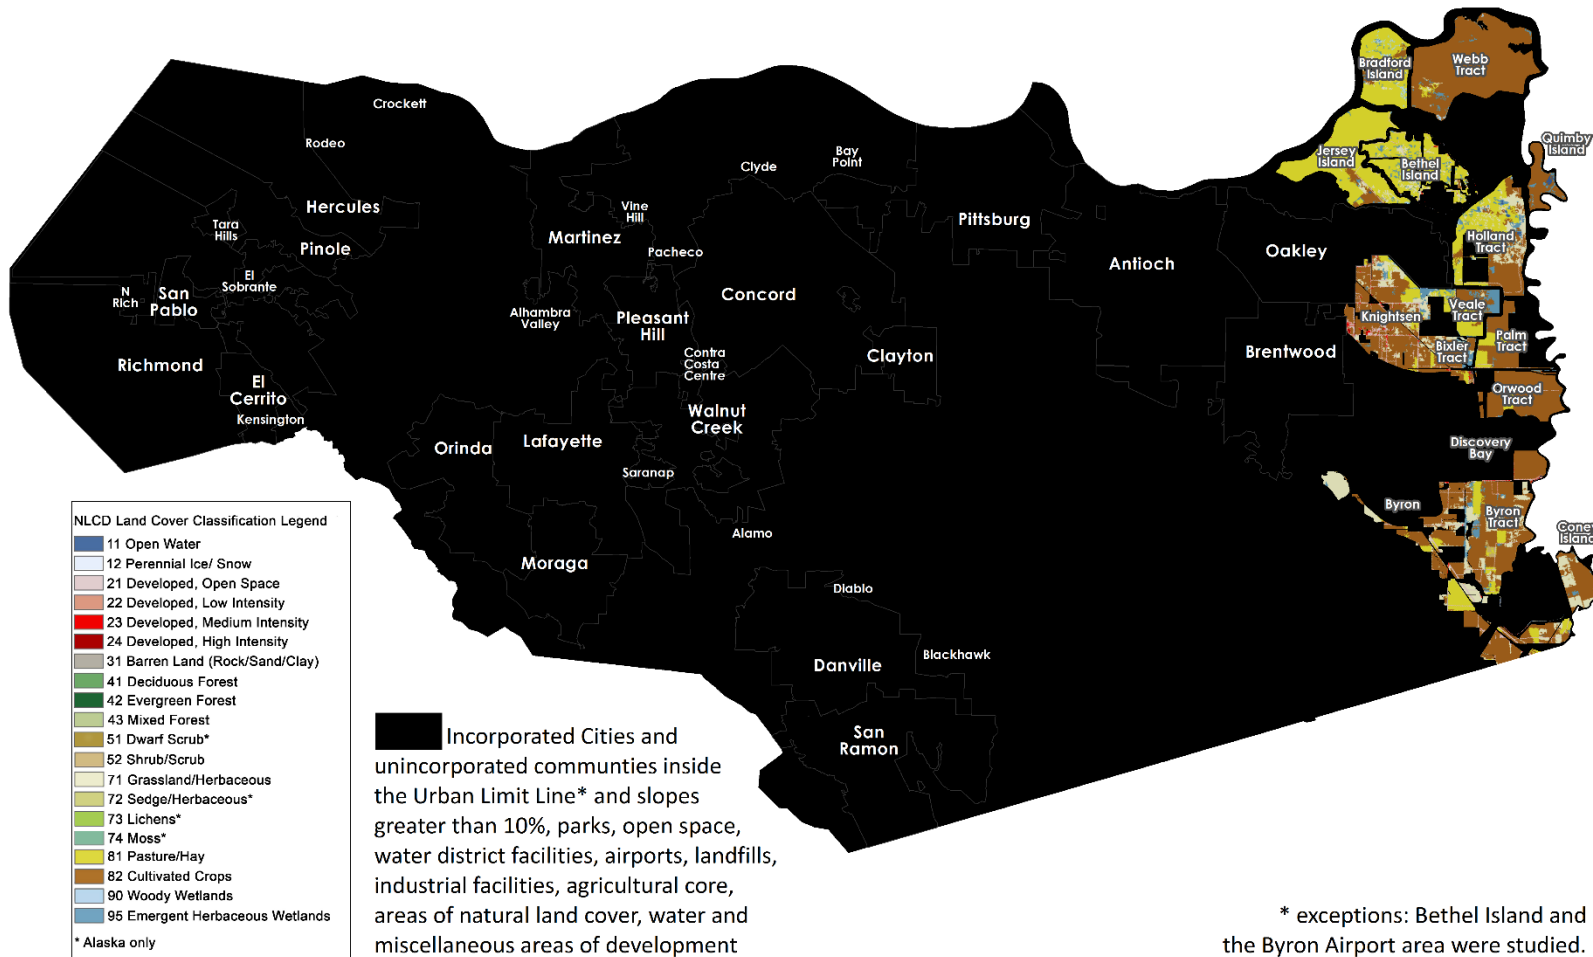 Bradford
Island
Webb
Tract
Crockett
Rodeo
Quimby
Island
Jersey
Island
Bethel
Island
Clyde
Bay
Point
Hercules
Tara
Hills
Pinole
Vine
Hill
Martinez
Pacheco
Pittsburg
Antioch
Oakley
Holland
Tract
El
Sobrante
N
Rich
San
Pablo
Concord
Alhambra
Valley
Pleasant
Hill
Knightsen
Veale
Tract
Palm
Tract
Bixler
Tract
Richmond
Contra
Costa
Centre
Clayton
Brentwood
El
Cerrito
Kensington
Orwood
Tract
Walnut
Creek
Orinda
Lafayette
Saranap
Discovery
Bay
Byron
Byron
Tract
Coney
Island
Alamo
Moraga
Diablo
Danville
Blackhawk
San
Ramon
NLCD Land Cover Classification Legend
11 Open Water
12 Perennial Ice/ Snow
21 Developed, Open Space
22 Developed, Low Intensity
23 Developed, Medium Intensity
24 Developed, High Intensity
31 Barren Land (Rock/Sand/Clay)
41 Deciduous Forest
42 Evergreen Forest
43 Mixed Forest
51 Dwarf Scrub*
52 Shrub/Scrub
71 Grassland/Herbaceous
72 Sedge/Herbaceous*
73 Lichens*
74 Moss*
81 Pasture/Hay
82 Cultivated Crops
90 Woody Wetlands
95 Emergent Herbaceous Wetlands
* Alaska only
Incorporated Cities and
unincorporated communties inside
the Urban Limit Line* and slopes
greater than 10%, parks, open space,
water district facilities, airports, landfills,
industrial facilities, agricultural core,
areas of natural land cover, water and
miscellaneous areas of development
* exceptions: Bethel Island and
the Byron Airport area were studied.